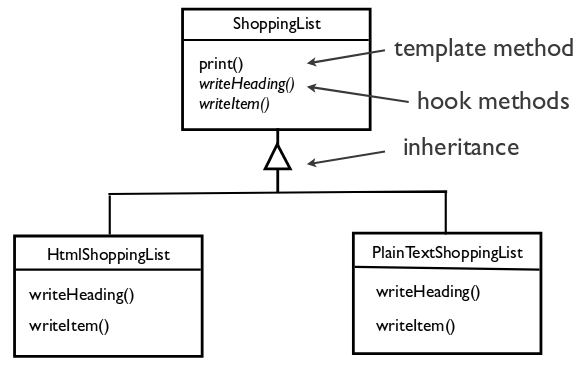 ShoppingList
print()
writeHeading()
writeItem()
template method
hook methods
inheritance
HtmlShoppingList
writeHeading()
writeItem()
PlainTextShoppingList
writeHeading()
writeItem()